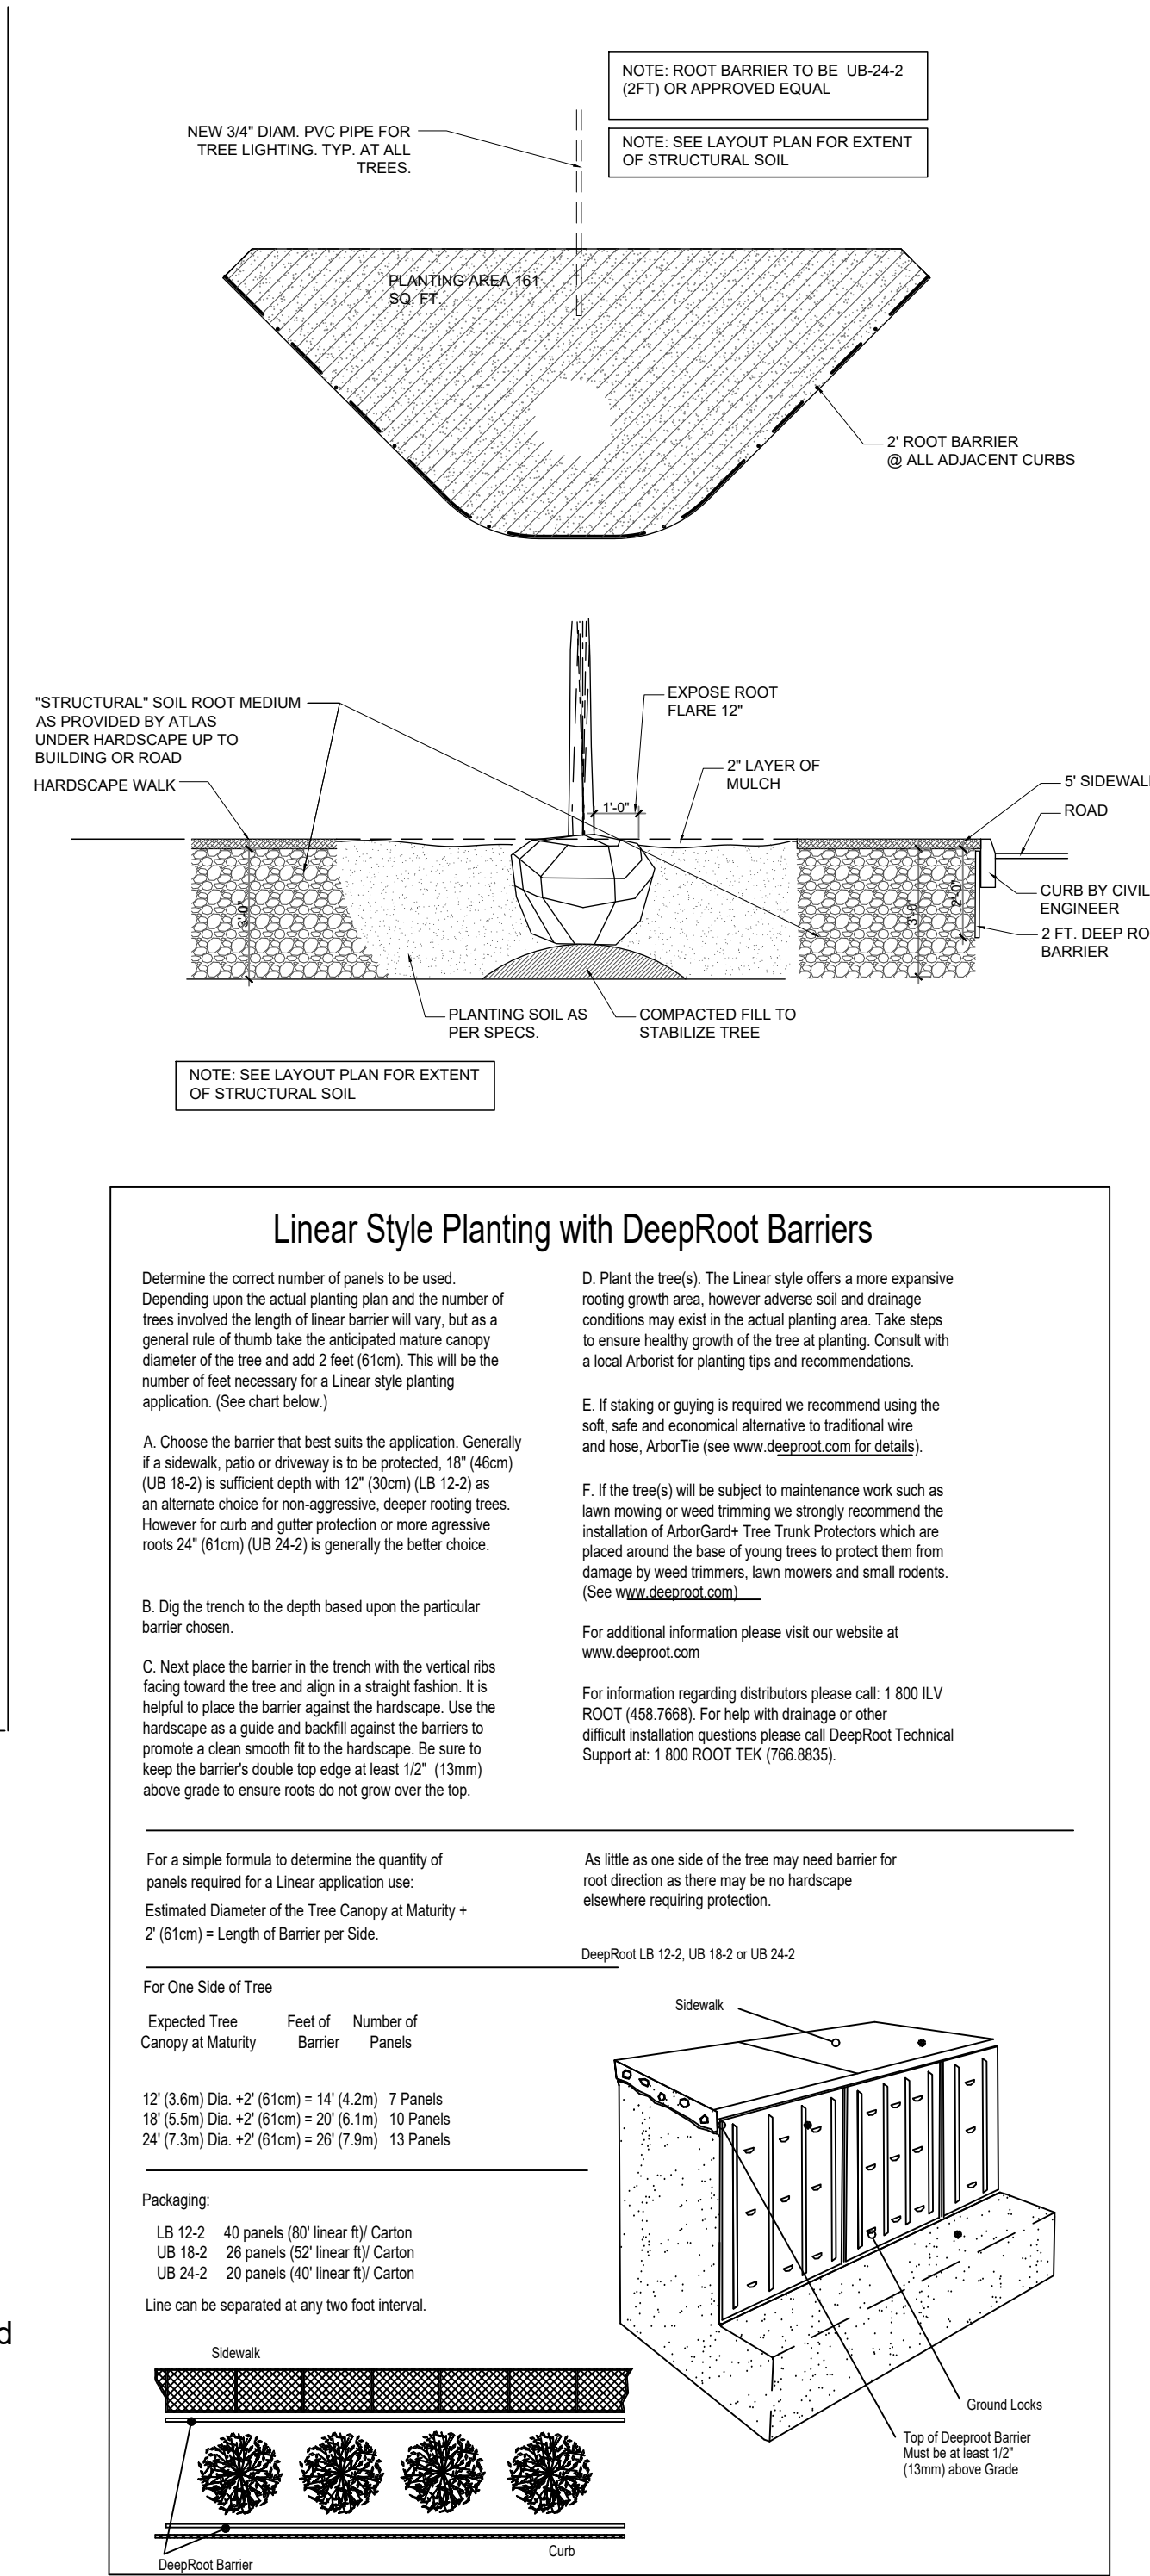 NOTE: ROOT BARRIER TO BE UB-24-2
(2FT) OR APPROVED EQUAL
NEW 3/4" DIAM. PVC PIPE FOR
TREE LIGHTING. TYP. AT ALL
TREES.
NOTE: SEE LAYOUT PLAN FOR EXTENT
OF STRUCTURAL SOIL
PLANTING AREA 161
SQ. FT.
2' ROOT BARRIER
@ ALL ADJACENT CURBS
"STRUCTURAL" SOIL ROOT MEDIUM
AS PROVIDED BY ATLAS
UNDER HARDSCAPE UP TO
BUILDING OR ROAD
HARDSCAPE WALK
EXPOSE ROOT
FLARE 12"
2" LAYER OF
MULCH
1'-0"
5' SIDEWAL
ROAD
CURB BY CIVIL
ENGINEER
2 FT. DEEP RO
BARRIER
3'-0"
3'-0"
2'-0"
PLANTING SOIL AS
PER SPECS.
COMPACTED FILL TO
STABILIZE TREE
NOTE: SEE LAYOUT PLAN FOR EXTENT
OF STRUCTURAL SOIL
Linear Style Planting with DeepRoot Barriers
Determine the correct number of panels to be used.
Depending upon the actual planting plan and the number of
trees involved the length of linear barrier will vary, but as a
general rule of thumb take the anticipated mature canopy
diameter of the tree and add 2 feet (61cm). This will be the
number of feet necessary for a Linear style planting
application. (See chart below.)
A. Choose the barrier that best suits the application. Generally
if a sidewalk, patio or driveway is to be protected, 18" (46cm)
(UB 18-2) is sufficient depth with 12" (30cm) (LB 12-2) as
an alternate choice for non-aggressive, deeper rooting trees.
However for curb and gutter protection or more agressive
roots 24" (61cm) (UB 24-2) is generally the better choice.
B. Dig the trench to the depth based upon the particular
barrier chosen.
C. Next place the barrier in the trench with the vertical ribs
facing toward the tree and align in a straight fashion. It is
helpful to place the barrier against the hardscape. Use the
hardscape as a guide and backfill against the barriers to
promote a clean smooth fit to the hardscape. Be sure to
keep the barrier's double top edge at least 1/2" (13mm)
above grade to ensure roots do not grow over the top.
D. Plant the tree(s). The Linear style offers a more expansive
rooting growth area, however adverse soil and drainage
conditions may exist in the actual planting area. Take steps
to ensure healthy growth of the tree at planting. Consult with
a local Arborist for planting tips and recommendations.
E. If staking or guying is required we recommend using the
soft, safe and economical alternative to traditional wire
and hose, ArborTie (see www.deeproot.com for details).
F. If the tree(s) will be subject to maintenance work such as
lawn mowing or weed trimming we strongly recommend the
installation of ArborGard+ Tree Trunk Protectors which are
placed around the base of young trees to protect them from
damage by weed trimmers, lawn mowers and small rodents.
(See www.deeproot.com)
For additional information please visit our website at
www.deeproot.com
For information regarding distributors please call: 1 800 ILV
ROOT (458.7668). For help with drainage or other
difficult installation questions please call DeepRoot Technical
Support at: 1 800 ROOT TEK (766.8835).
For a simple formula to determine the quantity of
panels required for a Linear application use:
Estimated Diameter of the Tree Canopy at Maturity +
2' (61cm) = Length of Barrier per Side.
As little as one side of the tree may need barrier for
root direction as there may be no hardscape
elsewhere requiring protection.
DeepRoot LB 12-2, UB 18-2 or UB 24-2
For One Side of Tree
Expected Tree Feet of Number of
Canopy at Maturity Barrier Panels
12' (3.6m) Dia. +2' (61cm) = 14' (4.2m) 7 Panels
18' (5.5m) Dia. +2' (61cm) = 20' (6.1m) 10 Panels
24' (7.3m) Dia. +2' (61cm) = 26' (7.9m) 13 Panels
Packaging:
LB 12-2 40 panels (80' linear ft)/ Carton
UB 18-2 26 panels (52' linear ft)/ Carton
UB 24-2 20 panels (40' linear ft)/ Carton
Line can be separated at any two foot interval.
d
Sidewalk
Sidewalk
Ground Locks
Top of Deeproot Barrier
Must be at least 1/2"
(13mm) above Grade
Curb
DeepRoot Barrier